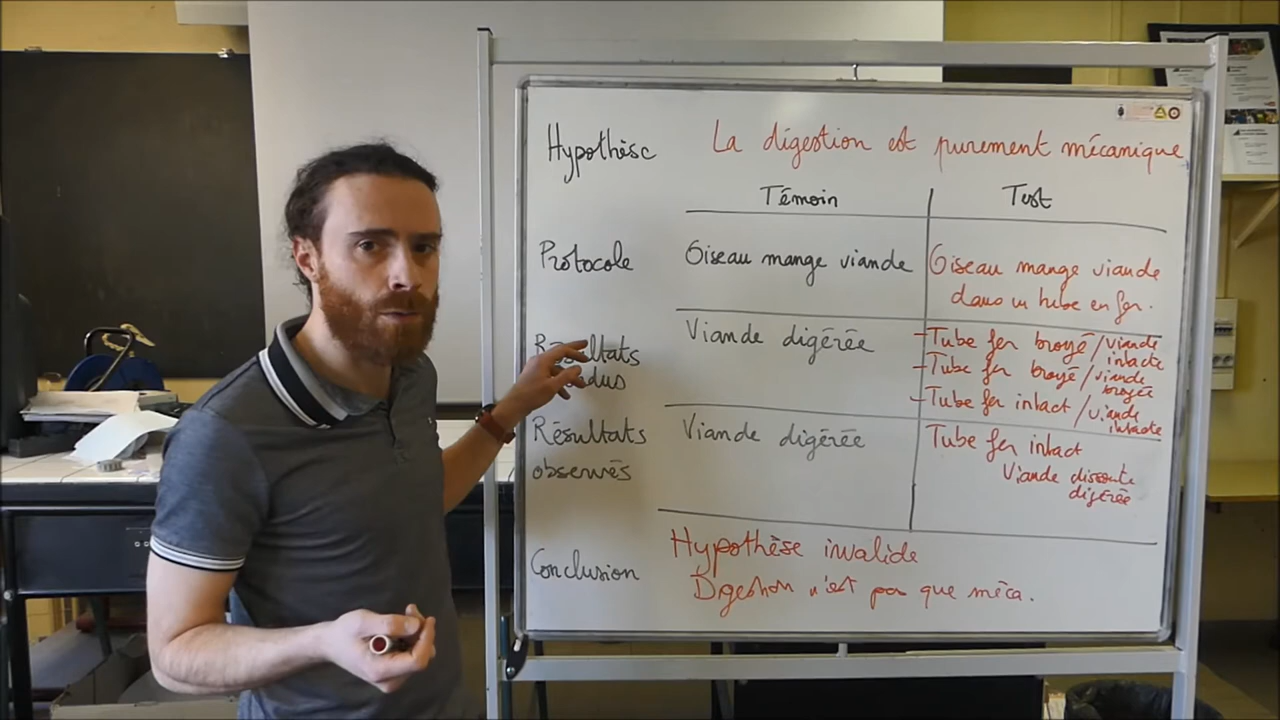 Hypothèse La digestion est purement mécanique
Témoin Test
Protocole Oiseau mange viande Oiseau mange viande
dans un tube en fer.
Résultats Viande digérée - Tube fer broyé / viande
intacte
- Tube fer broyé / viande
broyée
- Tube fer intact / viande
intacte
Résultats Viande digérée Tube fer intact
observés Viande dissoute
digérée
Hypothèse invalide
Conclusion Digestion n'est pas que méca.